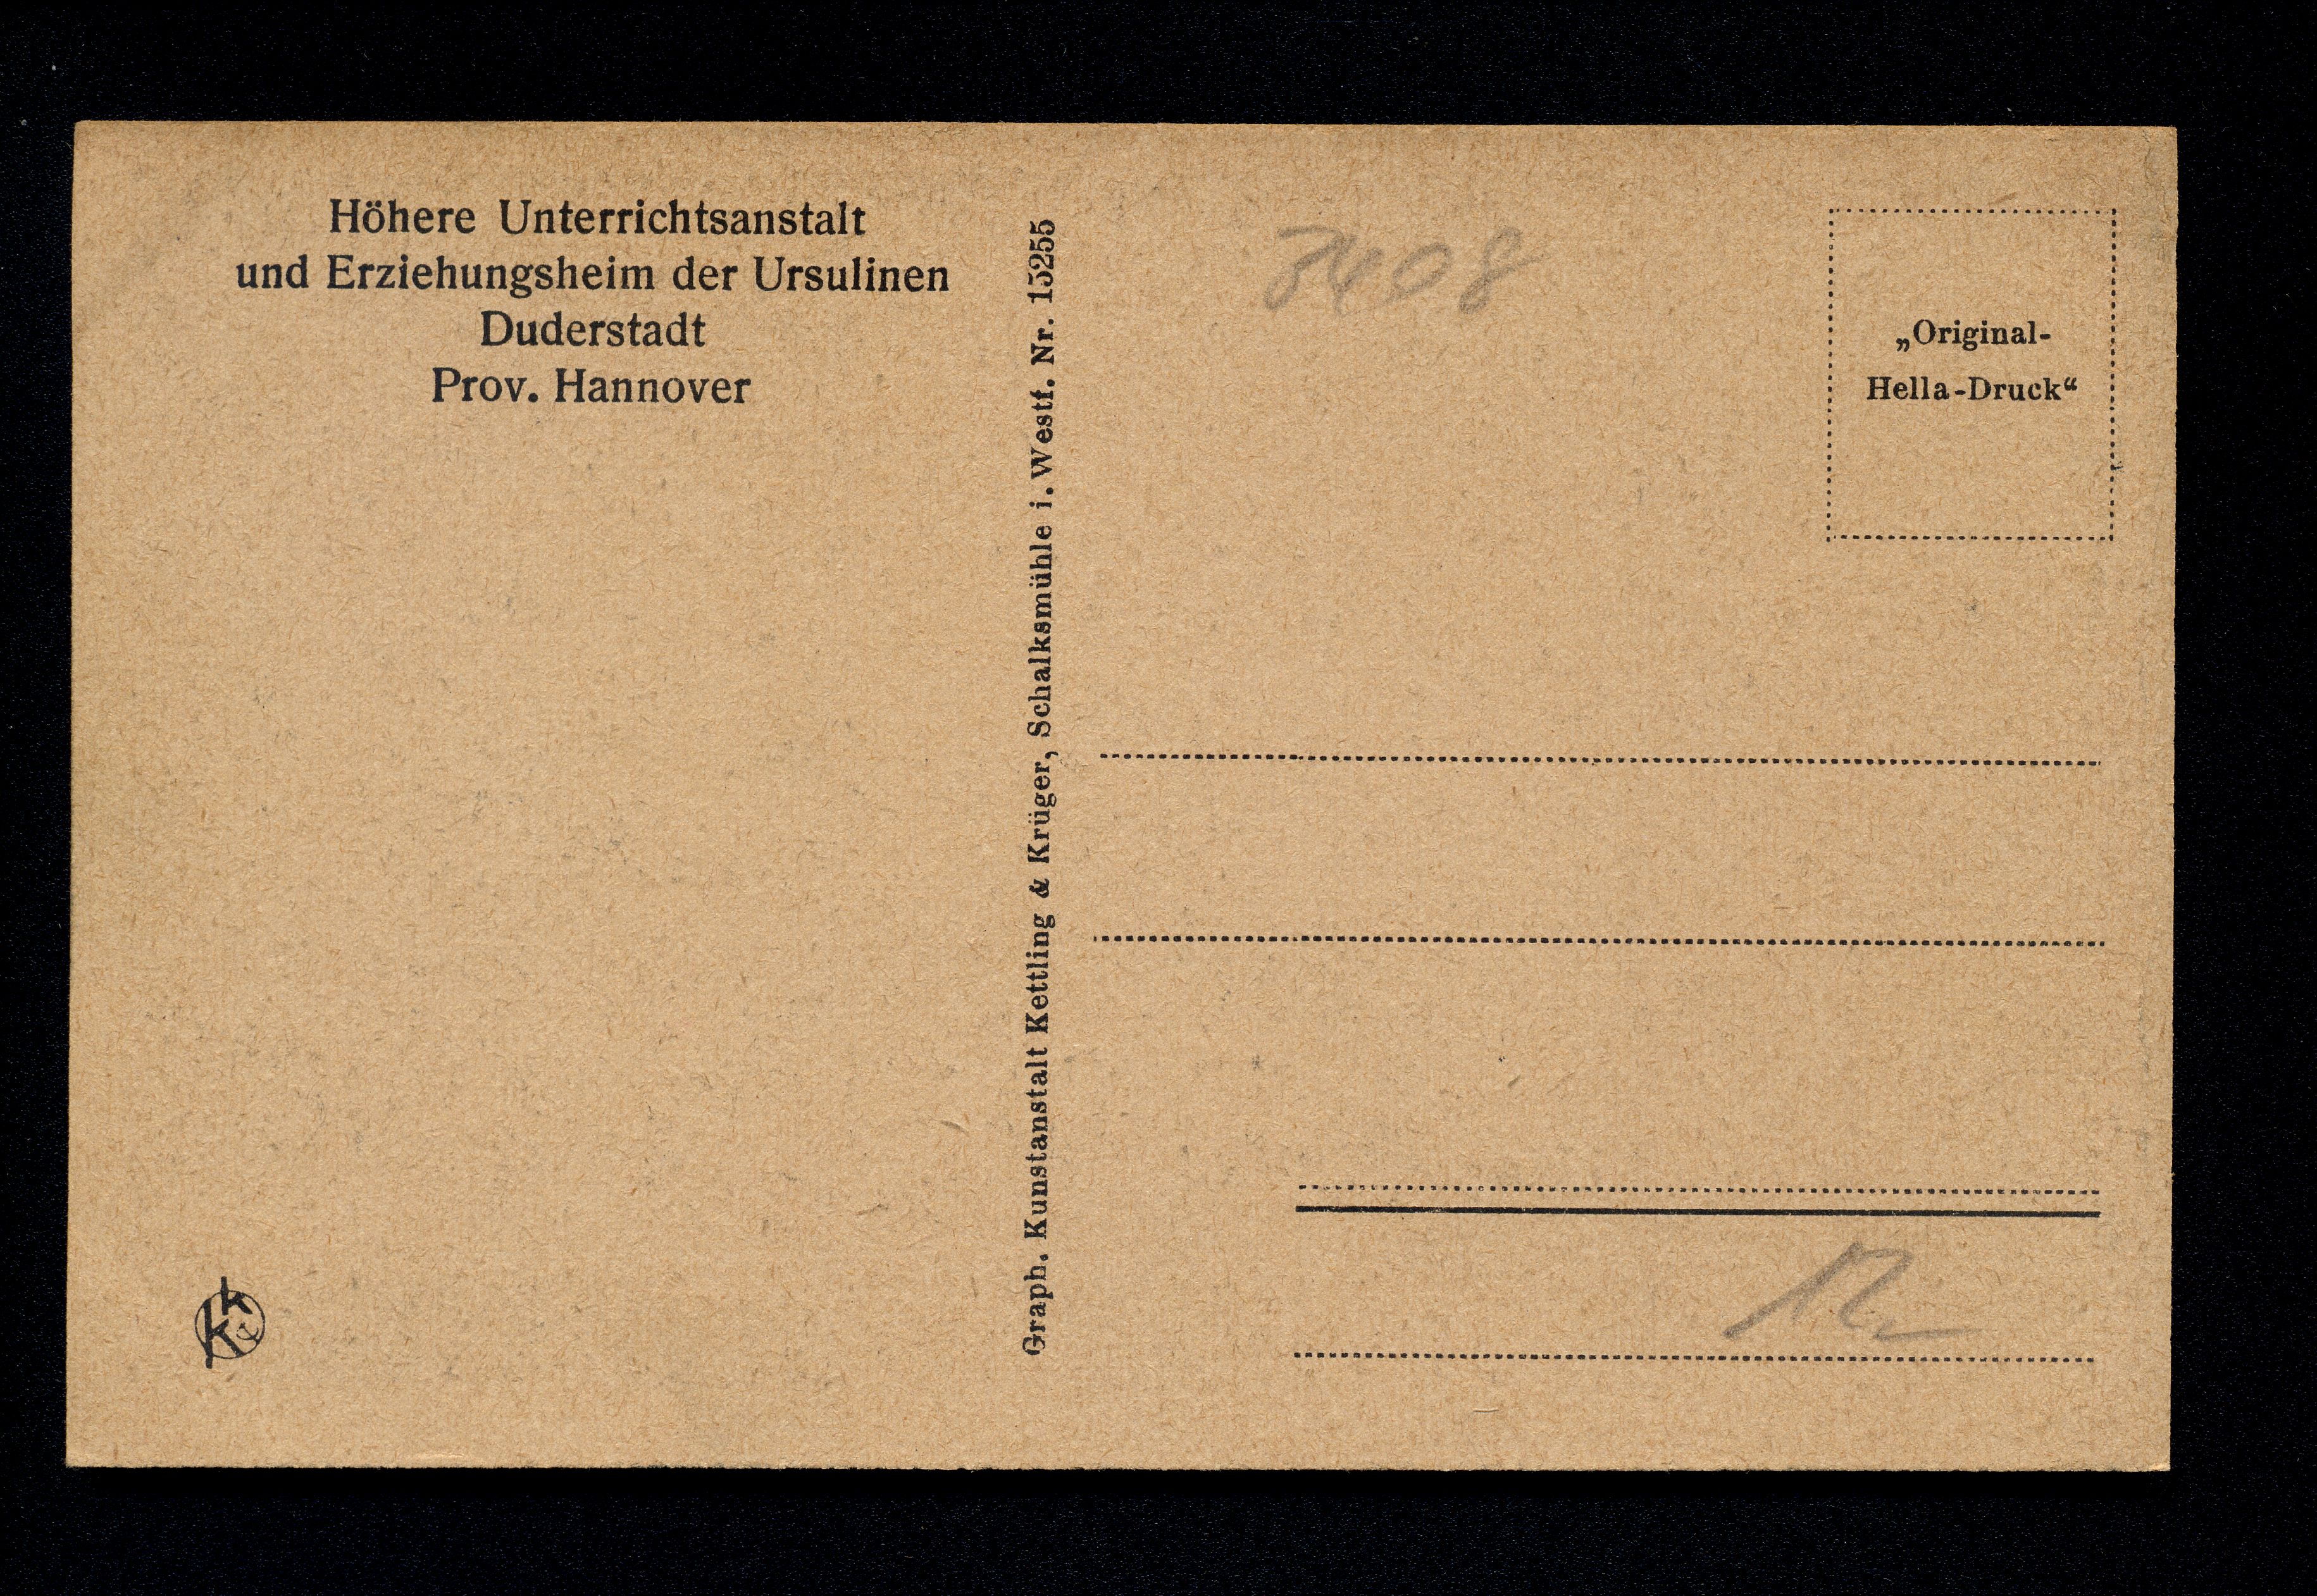 Höhere Unterrichtsanstalt
und Erziehungsheim der Ursulinen
Duderstadt
Prov. Hannover
Graph. Kunstanstalt Kettling & Krüger, Schalksmühle i. Westf. Nr. 15255
3408
„Original-
Hella-Druck“
12,-